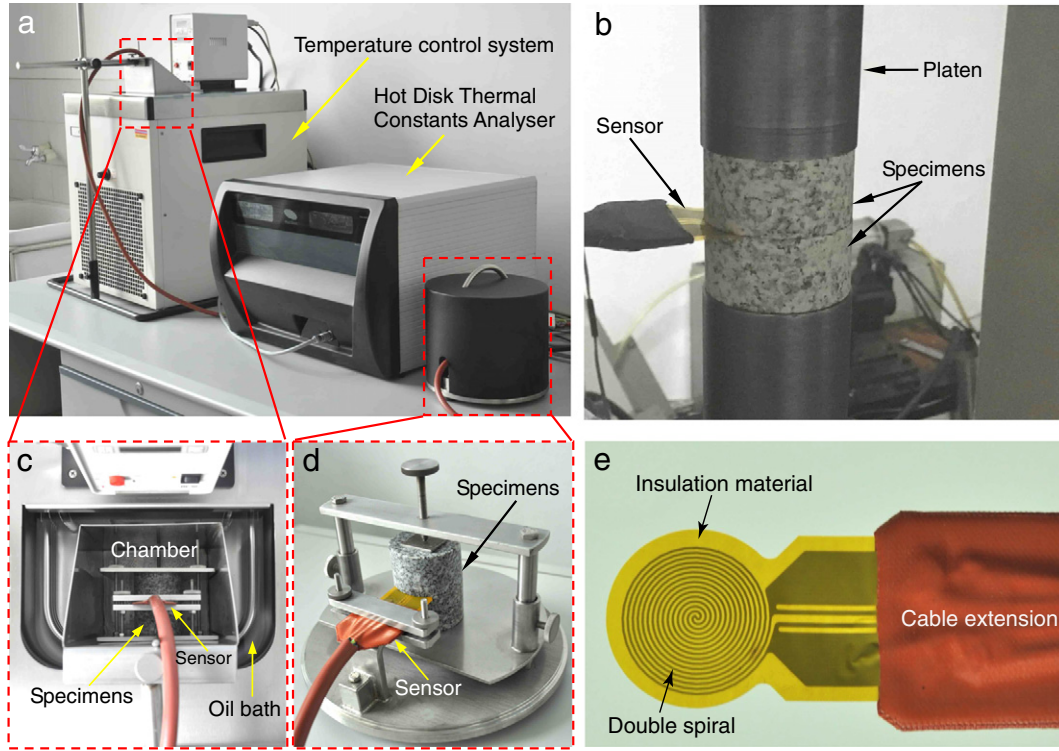 a
Temperature control system
Hot Disk Thermal
Constants Analyser
b
Platen
Sensor
Specimens
c
Chamber
Sensor
Specimens
Oil bath
d
Specimens
Sensor
e
Insulation material
Cable extension
Double spiral